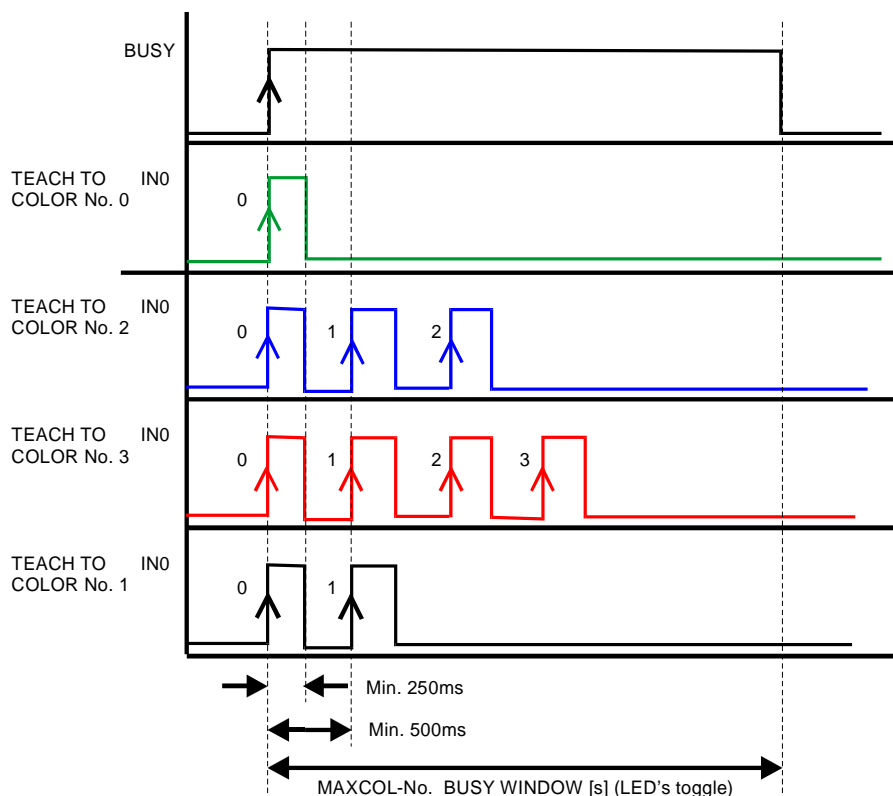 BUSY
TEACH TO IN0
COLOR No. 0 0
TEACH TO IN0
COLOR No. 2 0 1 2
TEACH TO IN0
COLOR No. 3 0 1 2 3
TEACH TO IN0
COLOR No. 1 0 1
Min. 250ms
Min. 500ms
MAXCOL-No. BUSY WINDOW [s] (LED's toggle)